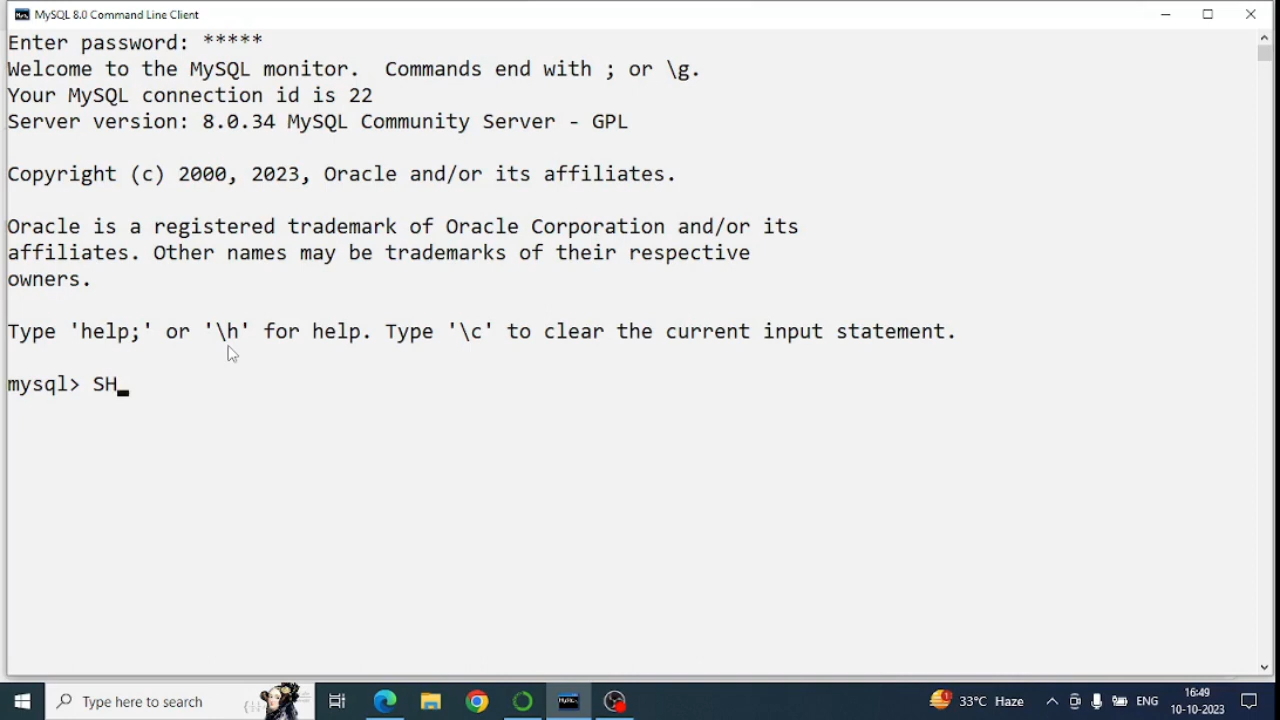 MySQL 8.0 Command Line Client
Enter password: *****
Welcome to the MySQL monitor.  Commands end with ; or \g.
Your MySQL connection id is 22
Server version: 8.0.34 MySQL Community Server - GPL
Copyright (c) 2000, 2023, Oracle and/or its affiliates.
Oracle is a registered trademark of Oracle Corporation and/or its
affiliates. Other names may be trademarks of their respective
owners.
Type 'help;' or '\h' for help. Type '\c' to clear the current input statement.
mysql> SH_
Type here to search
1
33°C Haze
ENG
16:49
10-10-2023